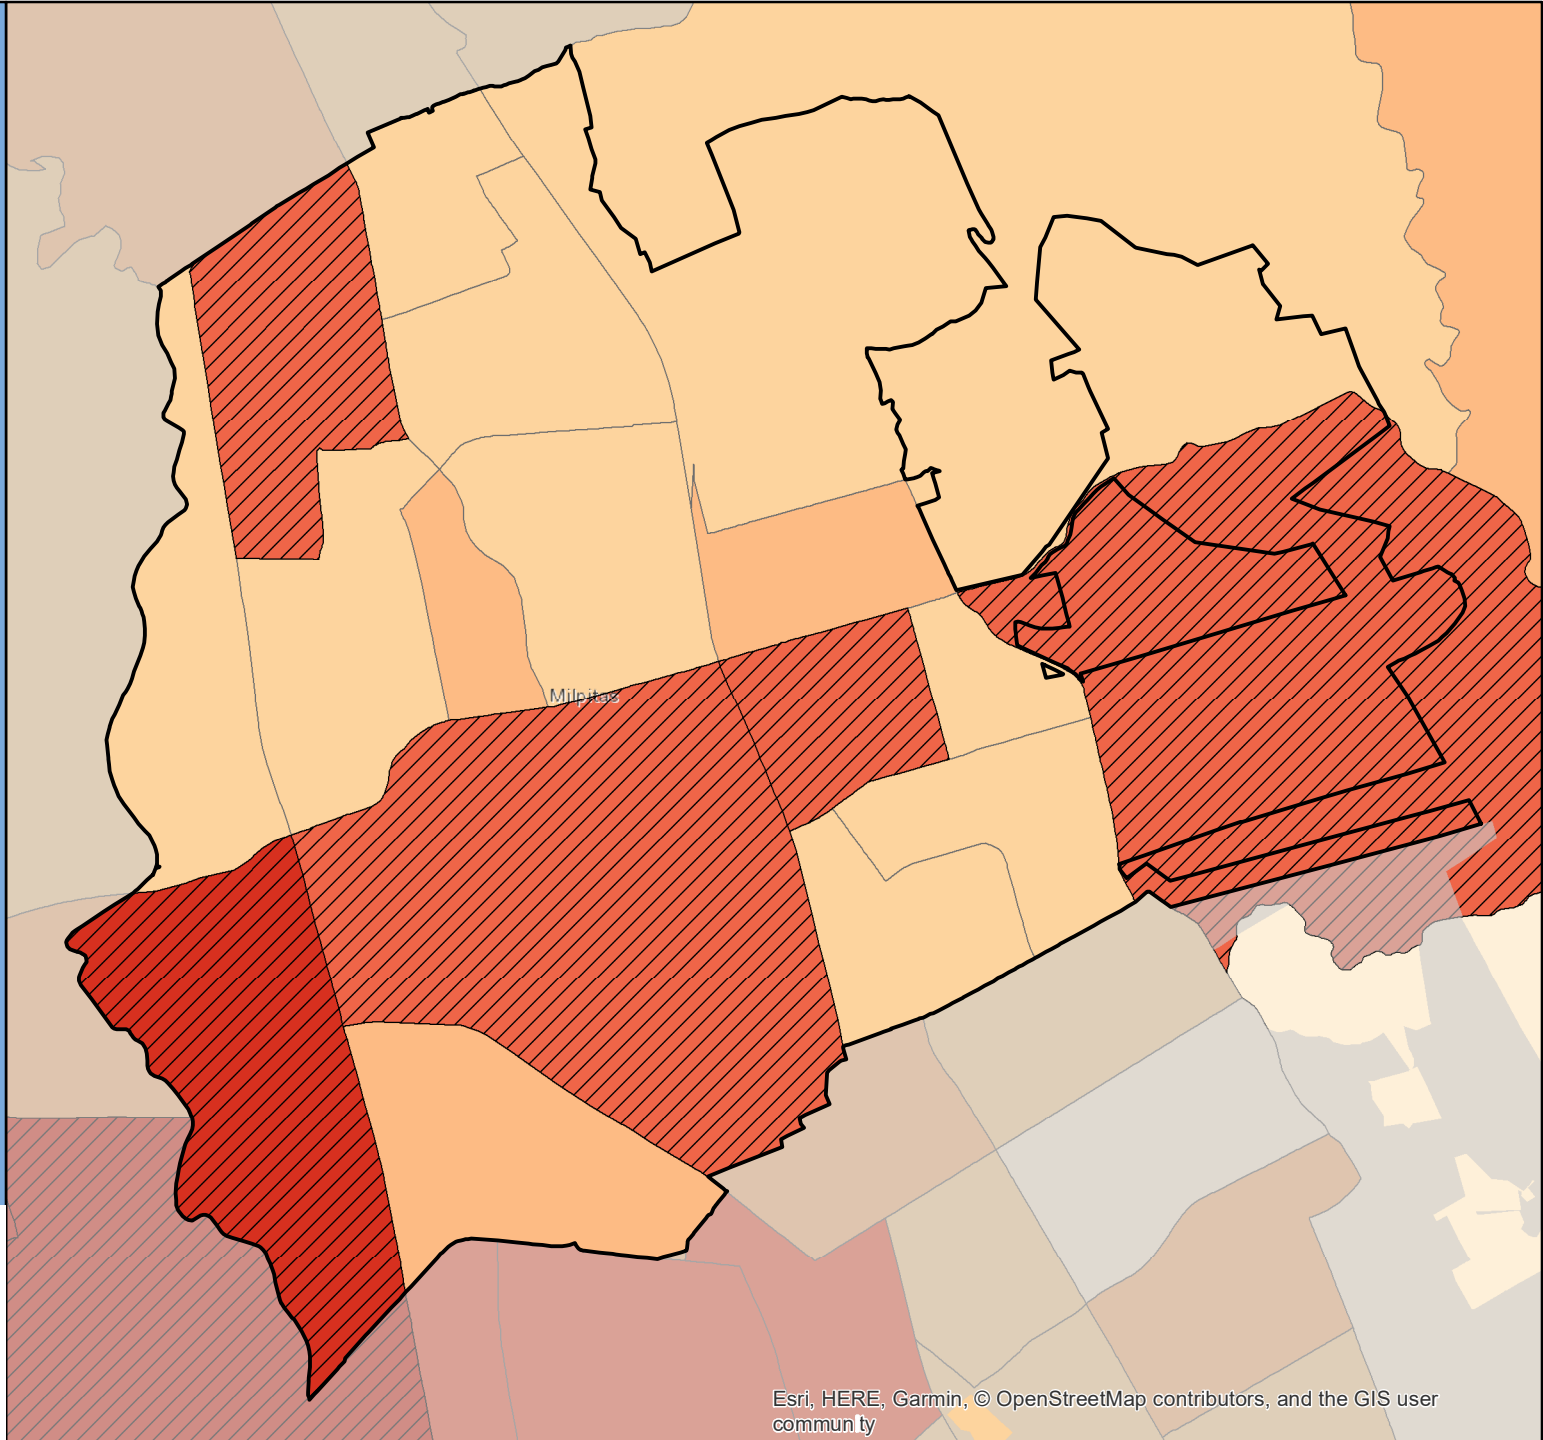 Milpitas
Esri, HERE, Garmin, © OpenStreetMap contributors, and the GIS user
community